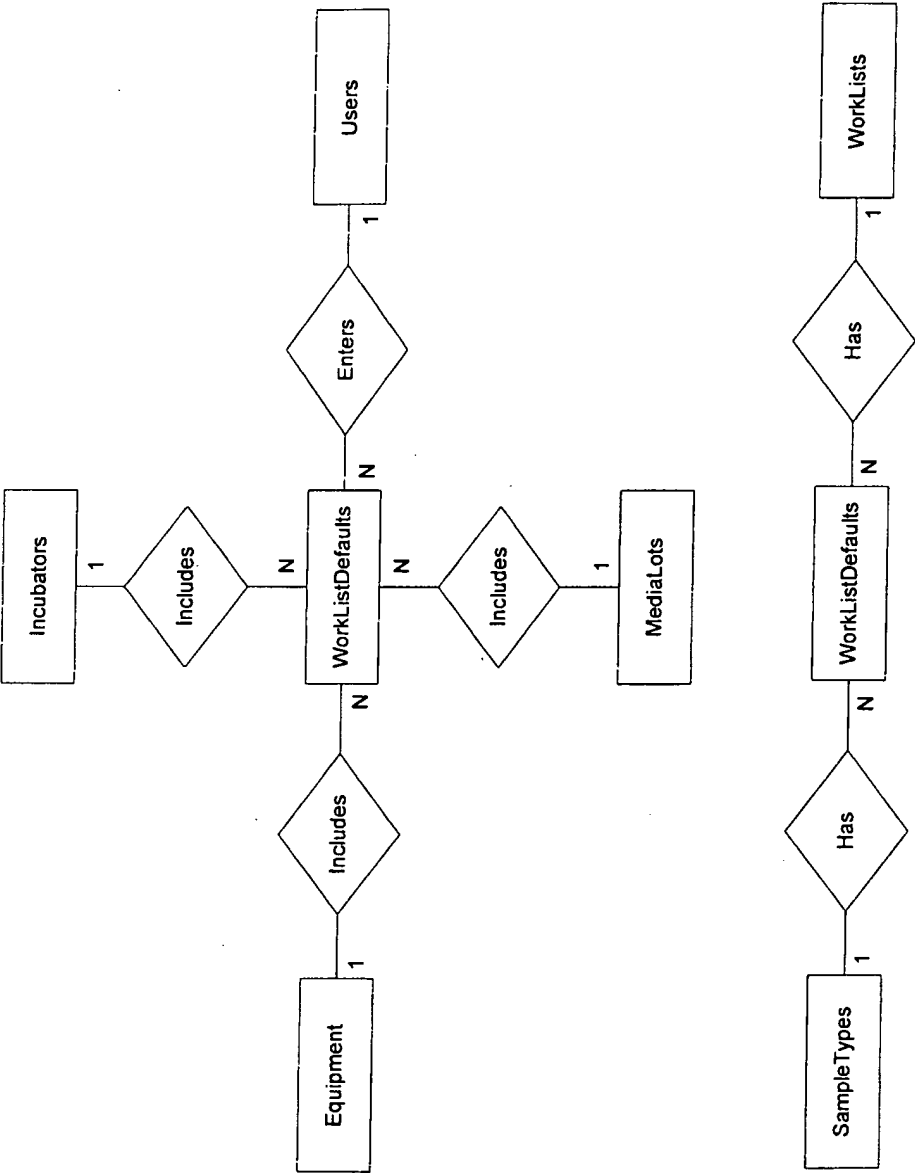 Incubators
1
Includes
N
Equipment
1
Includes
N
WorkListDefaults
N
Enters
1
Users
N
Includes
1
MediaLots
SampleTypes
1
Has
N
WorkListDefaults
N
Has
1
WorkLists